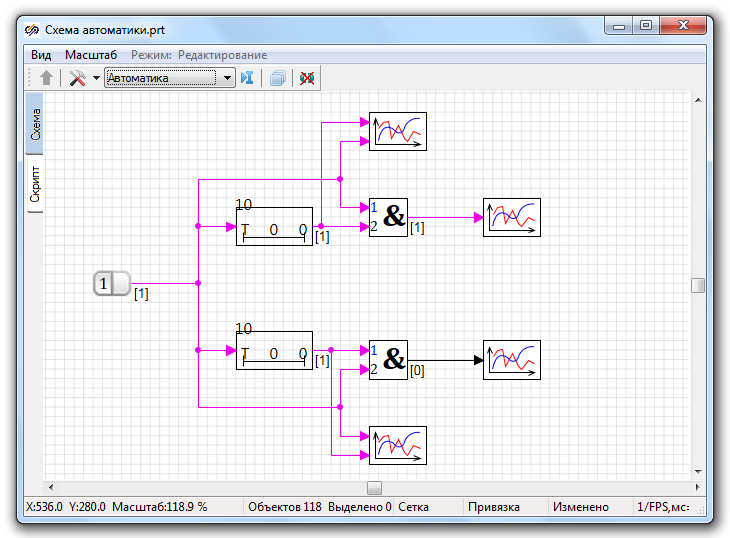 Схема автоматики.prt
Вид Масштаб Режим: Редактирование
Автоматика
Схема
Скрипт
10
T 0 0
[1]
1
2
&
[1]
1
[1]
10
T 0 0
[1]
1
2
&
[0]
X:536.0 Y:280.0 Масштаб:118.9 % Объектов 118 Выделено 0 Сетка Привязка Изменено 1/FPS,мс: